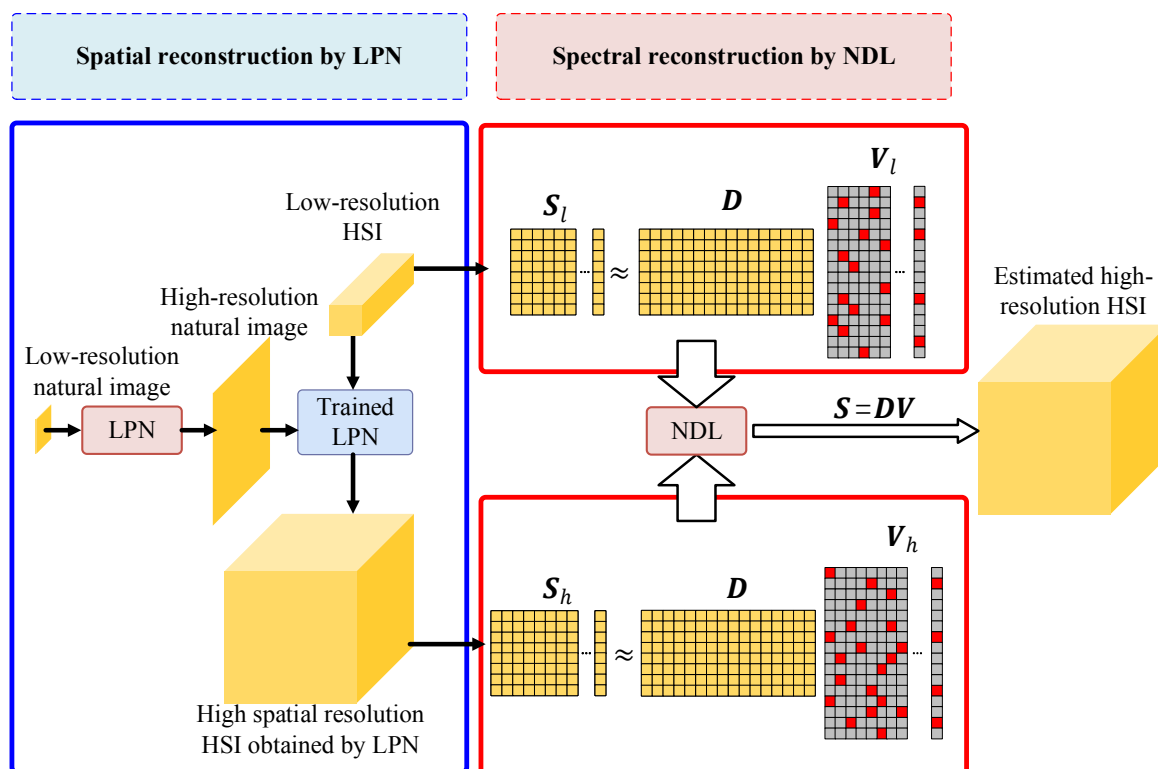 Spatial reconstruction by LPN
Spectral reconstruction by NDL
Low-resolution
HSI
High-resolution
natural image
Low-resolution
natural image
LPN
Trained
LPN
High spatial resolution
HSI obtained by LPN
S_l
...
≈
D
V_l
...
NDL
S=DV
Estimated high-
resolution HSI
S_h
...
≈
D
V_h
...